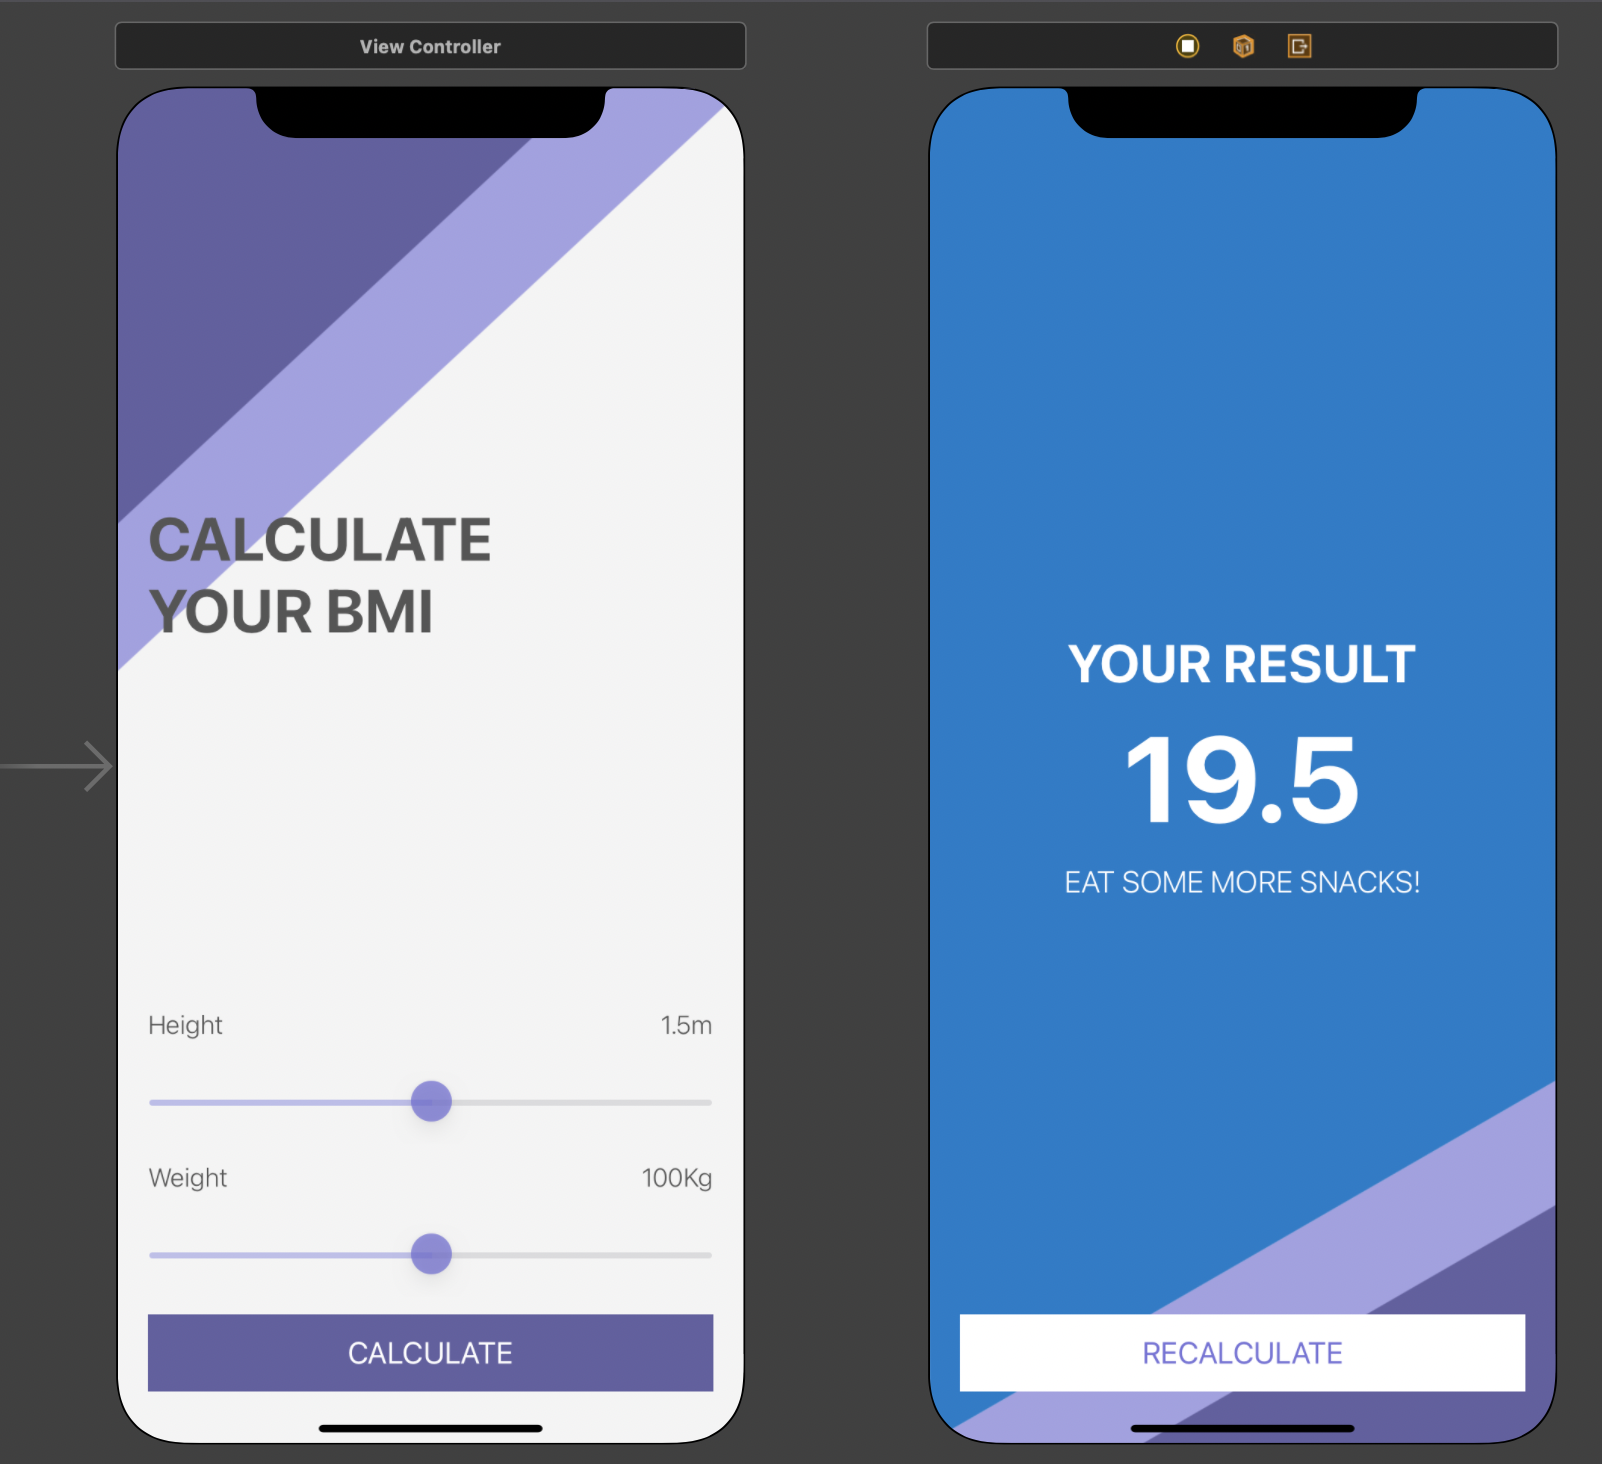 View Controller
CALCULATE
YOUR BMI
Height 1.5m
Weight 100Kg
CALCULATE
YOUR RESULT
19.5
EAT SOME MORE SNACKS!
RECALCULATE